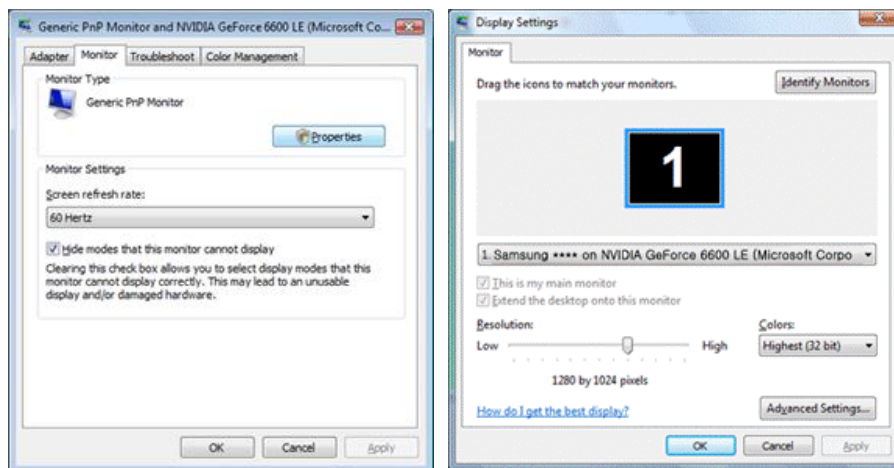 Generic PnP Monitor and NVIDIA GeForce 6600 LE (Microsoft Co...
Adapter
Monitor
Troubleshoot
Color Management
Monitor Type
Generic PnP Monitor
Properties
Monitor Settings
Screen refresh rate:
60 Hertz
Hide modes that this monitor cannot display
Clearing this check box allows you to select display modes that this
monitor cannot display correctly. This may lead to an unusable
display and/or damaged hardware.
OK
Cancel
Apply
Display Settings
Monitor
Drag the icons to match your monitors.
Identify Monitors
1
1. Samsung **** on NVIDIA GeForce 6600 LE (Microsoft Corpo
This is my main monitor
Extend the desktop onto this monitor
Resolution:
Low
High
1280 by 1024 pixels
Colors:
Highest (32 bit)
How do I get the best display?
Advanced Settings...
OK
Cancel
Apply